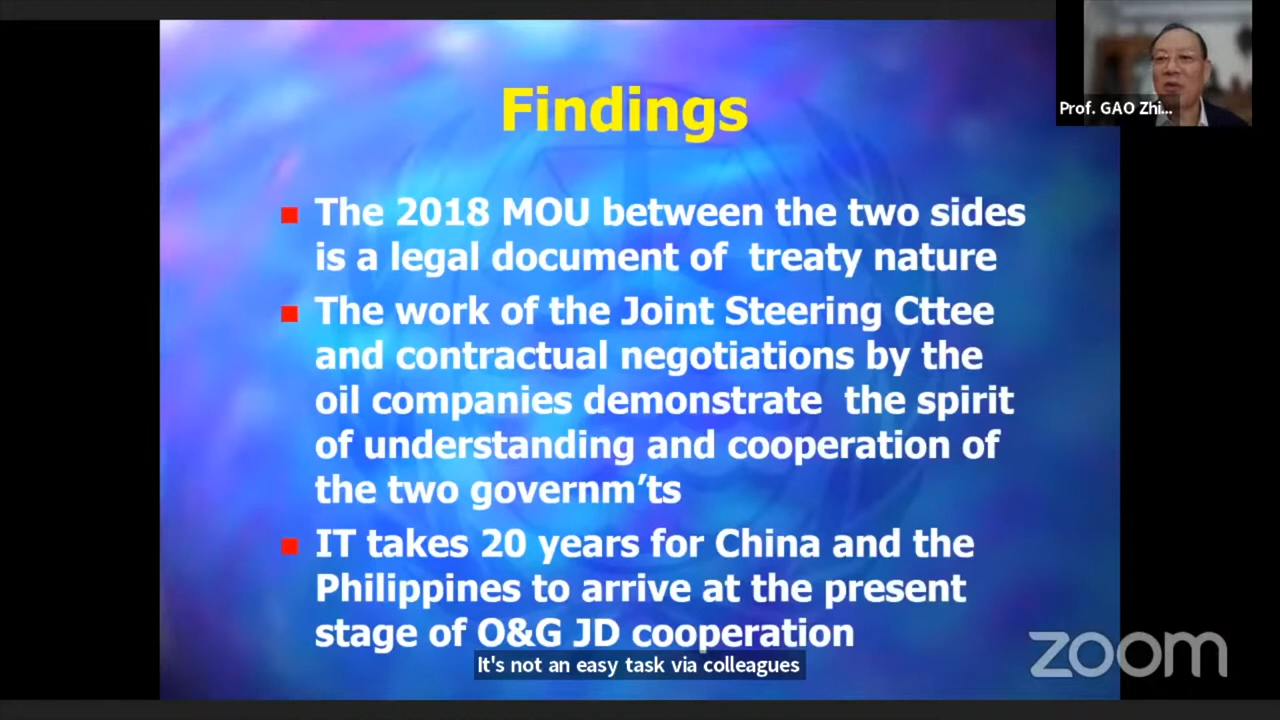 Findings
Prof. GAO Zhi...
The 2018 MOU between the two sides
is a legal document of treaty nature
The work of the Joint Steering Cttee
and contractual negotiations by the
oil companies demonstrate the spirit
of understanding and cooperation of
the two governm’ts
IT takes 20 years for China and the
Philippines to arrive at the present
stage of O&G JD cooperation
It's not an easy task via colleagues
zoom